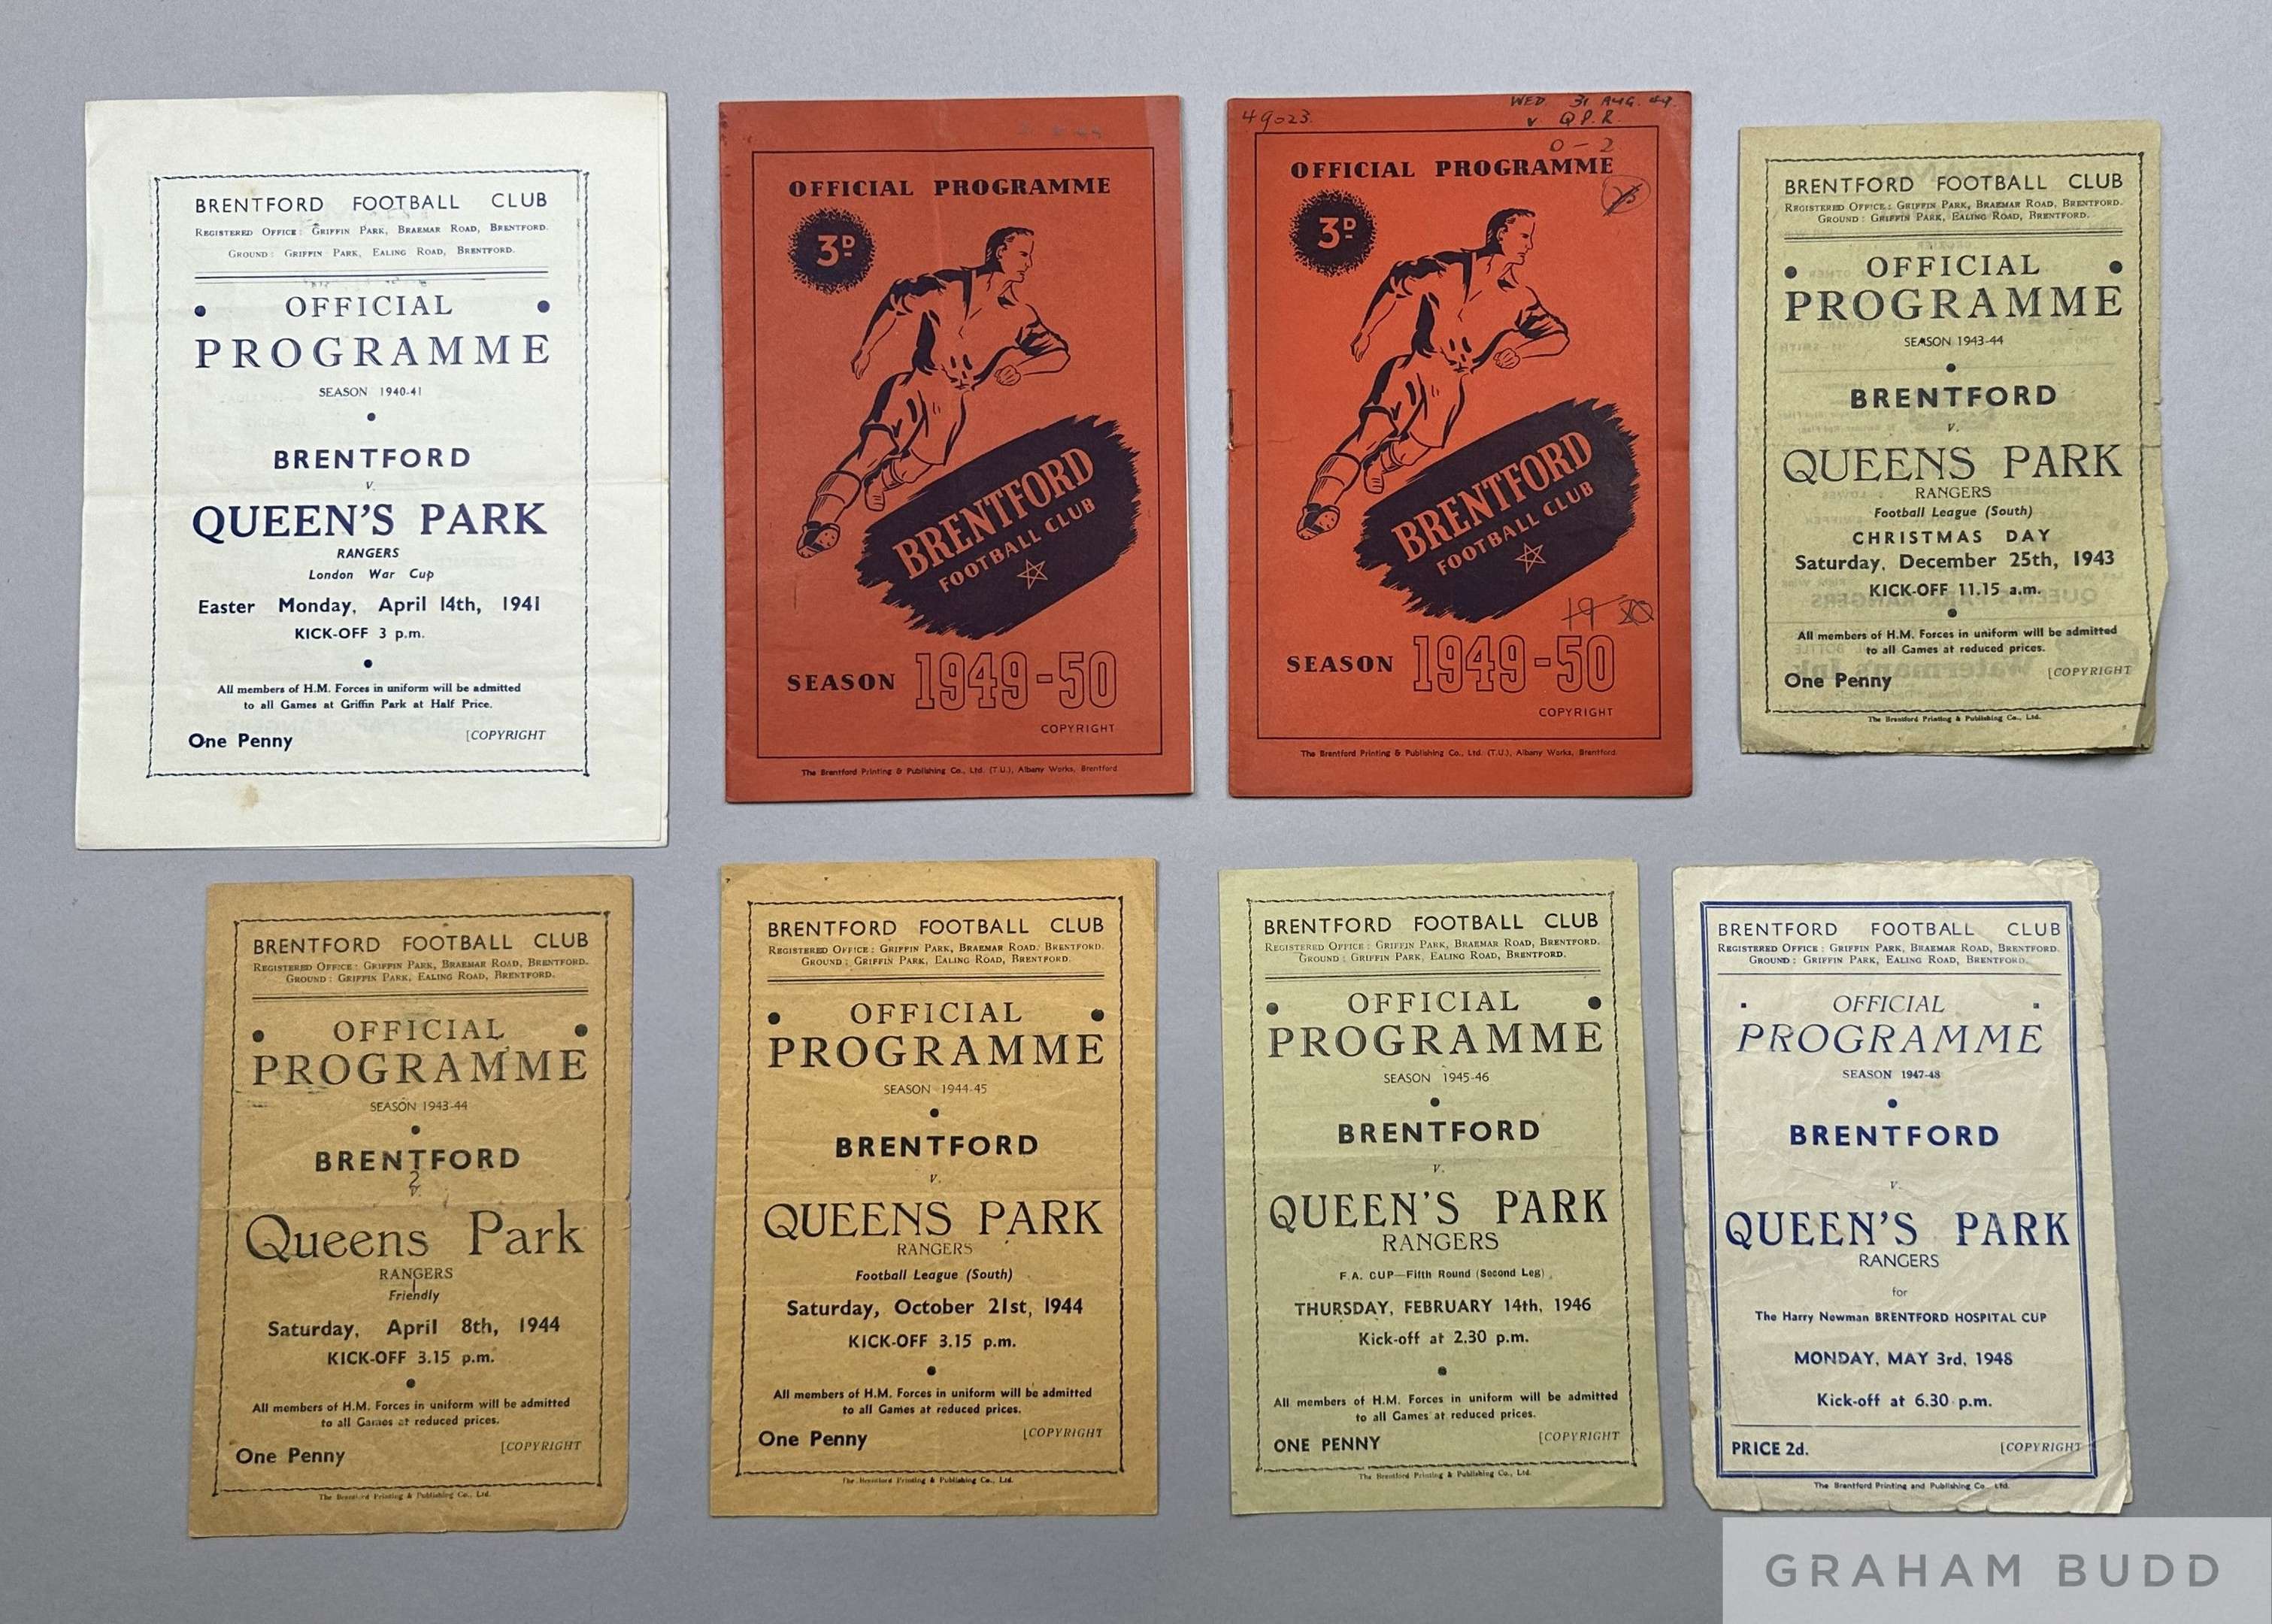 BRENTFORD FOOTBALL CLUB
REGISTERED OFFICE: GRIFFIN PARK, BRAEMAR ROAD, BRENTFORD.
GROUND: GRIFFIN PARK, EALING ROAD, BRENTFORD.
OFFICIAL
PROGRAMME
SEASON 1940-41
BRENTFORD
v.
QUEEN'S PARK
RANGERS
London War Cup
Easter Monday, April 14th, 1941
KICK-OFF 3 p.m.
All members of H.M. Forces in uniform will be admitted
to all Games at Griffin Park at Half Price.
One Penny
[COPYRIGHT
OFFICIAL PROGRAMME
3D
BRENTFORD
FOOTBALL CLUB
SEASON 1949-50
COPYRIGHT
The Brentford Printing & Publishing Co., Ltd. (T.U.), Albany Works, Brentford
49023.
WED. 31 AUG. 49.
v Q.P.R.
0-2
OFFICIAL PROGRAMME
3D
BRENTFORD
FOOTBALL CLUB
SEASON 1949-50
COPYRIGHT
The Brentford Printing & Publishing Co., Ltd. (T.U.), Albany Works, Brentford.
BRENTFORD FOOTBALL CLUB
REGISTERED OFFICE: GRIFFIN PARK, BRAEMAR ROAD, BRENTFORD.
GROUND: GRIFFIN PARK, EALING ROAD, BRENTFORD.
OFFICIAL
PROGRAMME
SEASON 1943-44
BRENTFORD
v.
QUEENS PARK
RANGERS
Football League (South)
CHRISTMAS DAY
Saturday, December 25th, 1943
KICK-OFF 11.15 a.m.
All members of H.M. Forces in uniform will be admitted
to all Games at reduced prices.
One Penny
[COPYRIGHT
The Brentford Printing & Publishing Co., Ltd.
BRENTFORD FOOTBALL CLUB
REGISTERED OFFICE: GRIFFIN PARK, BRAEMAR ROAD, BRENTFORD.
GROUND: GRIFFIN PARK, EALING ROAD, BRENTFORD.
OFFICIAL
PROGRAMME
SEASON 1943-44
BRENTFORD
2
v.
Queens Park
RANGERS
Friendly
Saturday, April 8th, 1944
KICK-OFF 3.15 p.m.
All members of H.M. Forces in uniform will be admitted
to all Games at reduced prices.
One Penny
[COPYRIGHT
The Brentford Printing & Publishing Co., Ltd.
BRENTFORD FOOTBALL CLUB
REGISTERED OFFICE: GRIFFIN PARK, BRAEMAR ROAD, BRENTFORD.
GROUND: GRIFFIN PARK, EALING ROAD, BRENTFORD.
OFFICIAL
PROGRAMME
SEASON 1944-45
BRENTFORD
v.
QUEENS PARK
RANGERS
Football League (South)
Saturday, October 21st, 1944
KICK-OFF 3.15 p.m.
All members of H.M. Forces in uniform will be admitted
to all Games at reduced prices.
One Penny
[COPYRIGHT
The Brentford Printing & Publishing Co., Ltd.
BRENTFORD FOOTBALL CLUB
REGISTERED OFFICE: GRIFFIN PARK, BRAEMAR ROAD, BRENTFORD.
GROUND: GRIFFIN PARK, EALING ROAD, BRENTFORD.
OFFICIAL
PROGRAMME
SEASON 1945-46
BRENTFORD
v.
QUEEN'S PARK
RANGERS
F.A. CUP—Fifth Round (Second Leg)
THURSDAY, FEBRUARY 14th, 1946
Kick-off at 2.30 p.m.
All members of H.M. Forces in uniform will be admitted
to all Games at reduced prices.
ONE PENNY
[COPYRIGHT
The Brentford Printing & Publishing Co., Ltd.
BRENTFORD FOOTBALL CLUB
REGISTERED OFFICE: GRIFFIN PARK, BRAEMAR ROAD, BRENTFORD.
GROUND: GRIFFIN PARK, EALING ROAD, BRENTFORD.
OFFICIAL
PROGRAMME
SEASON 1947-48
BRENTFORD
v.
QUEEN'S PARK
RANGERS
for
The Harry Newman BRENTFORD HOSPITAL CUP
MONDAY, MAY 3rd, 1948
Kick-off at 6.30 p.m.
PRICE 2d.
[COPYRIGHT
The Brentford Printing and Publishing Co., Ltd.
GRAHAM BUDD